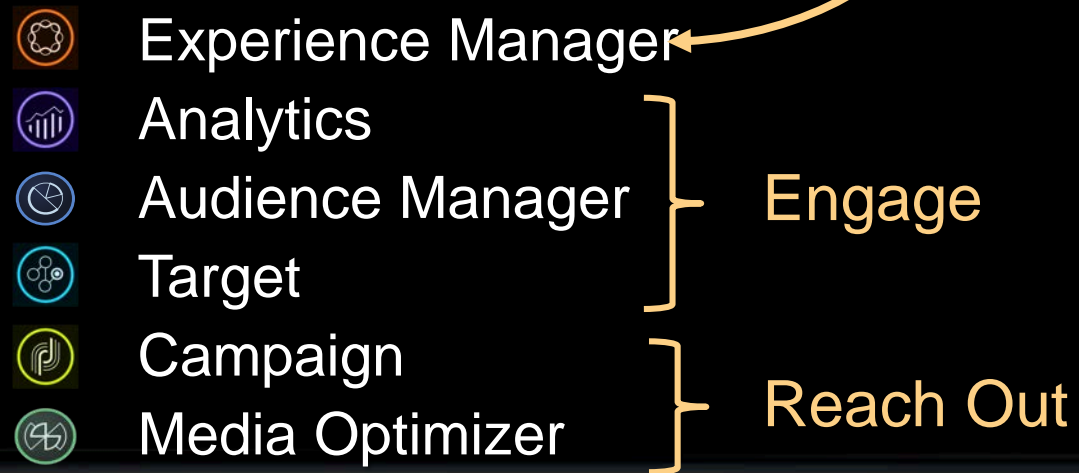 Experience Manager
Analytics
Audience Manager
Engage
Target
Campaign
Reach Out
Media Optimizer